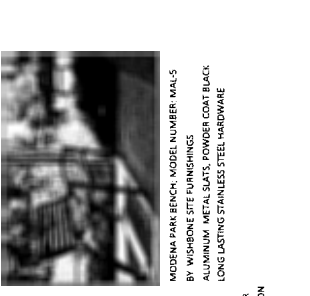 MODENA PARK BENCH, MODEL NUMBER: MAL-5
BY WISHBONE SITE FURNISHINGS
ALUMINUM METAL SLATS, POWDER COAT BLACK
LONG LASTING STAINLESS STEEL HARDWARE
R
ON